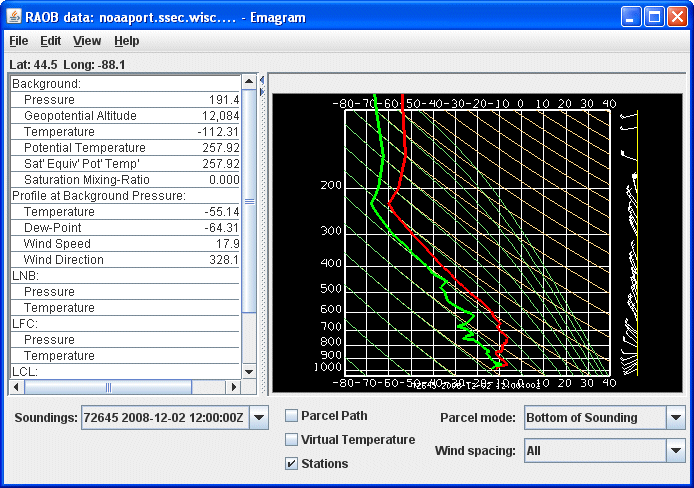 RAOB data: noaaport.ssec.wisc.... - Emagram
File Edit View Help
Lat: 44.5 Long: -88.1
Background:
Pressure 191.4
Geopotential Altitude 12,084
Temperature -112.31
Potential Temperature 257.92
Sat' Equiv' Pot' Temp' 257.92
Saturation Mixing-Ratio 0.000
Profile at Background Pressure:
Temperature -55.14
Dew-Point -64.31
Wind Speed 17.9
Wind Direction 328.1
LNB:
Pressure
Temperature
LFC:
Pressure
Temperature
LCL:
-80 -70 -60 -50 -40 -30 -20 -10 0 10 20 30 40
200
300
400
500
600
700
800
900
1000
-80 -70 -60 -50 -40 -30 -20 -10 0 10 20 30 40
72645 2008-12-02 12:00:00Z
Soundings: 72645 2008-12-02 12:00:00Z
Parcel Path
Virtual Temperature
Stations
Parcel mode: Bottom of Sounding
Wind spacing: All